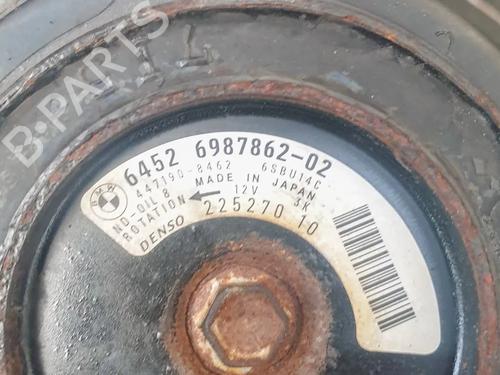 B-PARTS
BMW
6452 6987862-02
447190-8462 6SBU14C
MADE IN JAPAN
ND-OIL 8 12V 3K
ROTATION
225270 10
DENSO